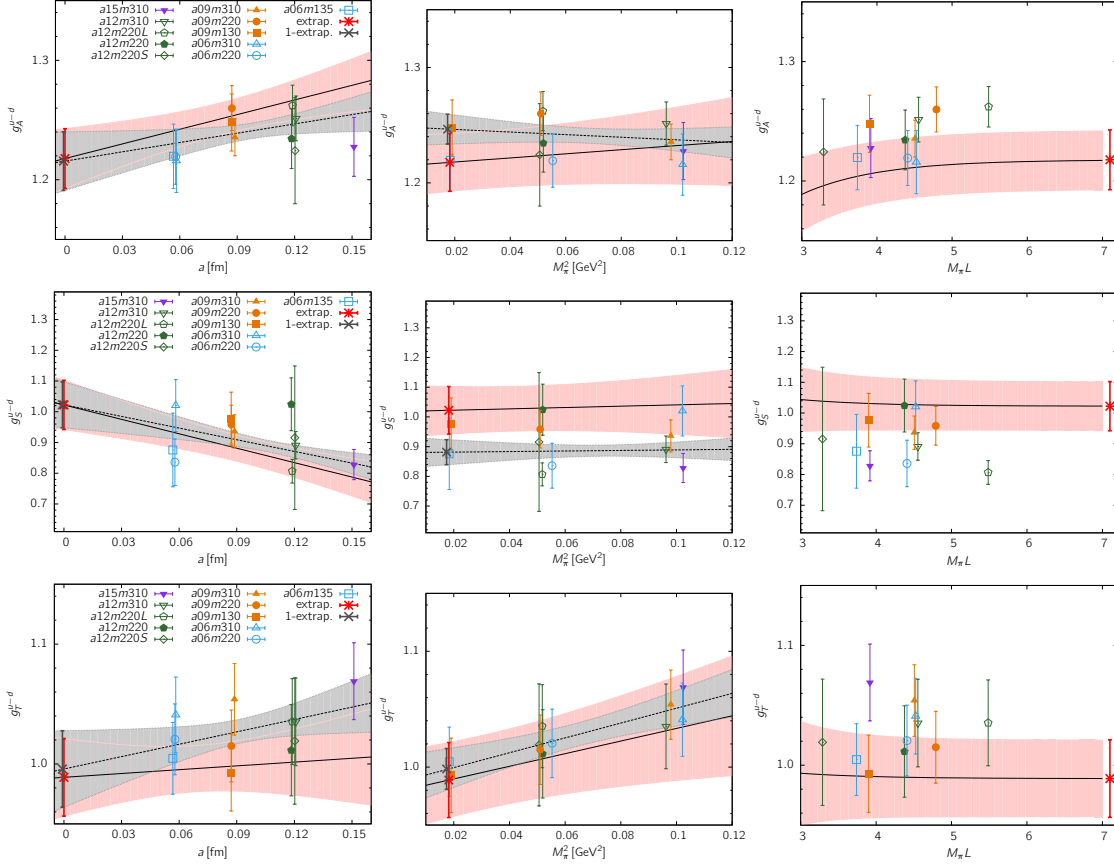 a15m310 a09m310 a06m135
a12m310 a09m220 extrap.
a12m220L a09m130 1-extrap.
a12m220 a06m310
a12m220S a06m220
g_A^{u−d}
1.3
1.2
0 0.03 0.06 0.09 0.12 0.15
a [fm]
g_A^{u−d}
1.3
1.2
0.02 0.04 0.06 0.08 0.1 0.12
M_π^2 [GeV^2]
g_A^{u−d}
1.3
1.2
3 4 5 6 7
M_π L
a15m310 a09m310 a06m135
a12m310 a09m220 extrap.
a12m220L a09m130 1-extrap.
a12m220 a06m310
a12m220S a06m220
g_S^{u−d}
1.3
1.2
1.1
1.0
0.9
0.8
0.7
0 0.03 0.06 0.09 0.12 0.15
a [fm]
g_S^{u−d}
1.3
1.2
1.1
1.0
0.9
0.8
0.7
0.02 0.04 0.06 0.08 0.1 0.12
M_π^2 [GeV^2]
g_S^{u−d}
1.3
1.2
1.1
1.0
0.9
0.8
0.7
3 4 5 6 7
M_π L
a15m310 a09m310 a06m135
a12m310 a09m220 extrap.
a12m220L a09m130 1-extrap.
a12m220 a06m310
a12m220S a06m220
g_T^{u−d}
1.1
1.0
0 0.03 0.06 0.09 0.12 0.15
a [fm]
g_T^{u−d}
1.1
1.0
0.02 0.04 0.06 0.08 0.1 0.12
M_π^2 [GeV^2]
g_T^{u−d}
1.1
1.0
3 4 5 6 7
M_π L